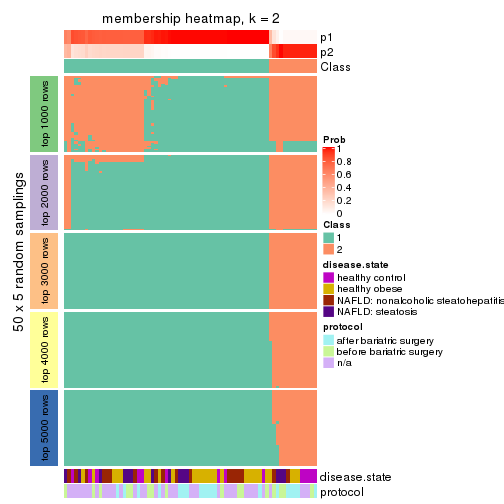 membership heatmap, k = 2
p1
p2
Class
50 x 5 random samplings
top 1000 rows
top 2000 rows
top 3000 rows
top 4000 rows
top 5000 rows
Prob
1
0.8
0.6
0.4
0.2
0
Class
1
2
disease.state
healthy control
healthy obese
NAFLD: nonalcoholic steatohepatitis
NAFLD: steatosis
protocol
after bariatric surgery
before bariatric surgery
n/a
disease.state
protocol